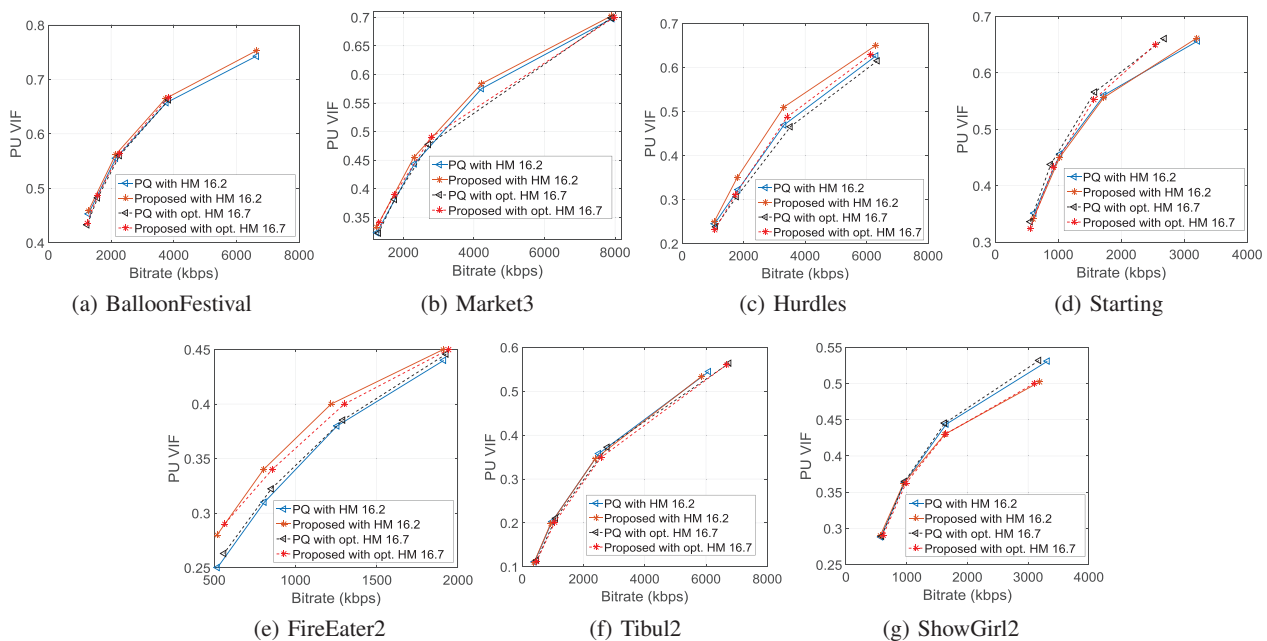 0.8
0.7
0.6
0.5
0.4
PU VIF
PQ with HM 16.2
Proposed with HM 16.2
PQ with opt. HM 16.7
Proposed with opt. HM 16.7
0 2000 4000 6000 8000
Bitrate (kbps)
(a) BalloonFestival
0.7
0.65
0.6
0.55
0.5
0.45
0.4
0.35
PU VIF
PQ with HM 16.2
Proposed with HM 16.2
PQ with opt. HM 16.7
Proposed with opt. HM 16.7
2000 4000 6000 8000
Bitrate (kbps)
(b) Market3
0.7
0.6
0.5
0.4
0.3
0.2
PU VIF
PQ with HM 16.2
Proposed with HM 16.2
PQ with opt. HM 16.7
Proposed with opt. HM 16.7
0 2000 4000 6000 8000
Bitrate (kbps)
(c) Hurdles
0.7
0.6
0.5
0.4
0.3
PU VIF
PQ with HM 16.2
Proposed with HM 16.2
PQ with opt. HM 16.7
Proposed with opt. HM 16.7
0 1000 2000 3000 4000
Bitrate (kbps)
(d) Starting
0.45
0.4
0.35
0.3
0.25
PU VIF
PQ with HM 16.2
Proposed with HM 16.2
PQ with opt. HM 16.7
Proposed with opt. HM 16.7
500 1000 1500 2000
Bitrate (kbps)
(e) FireEater2
0.6
0.5
0.4
0.3
0.2
0.1
PU VIF
PQ with HM 16.2
Proposed with HM 16.2
PQ with opt. HM 16.7
Proposed with opt. HM 16.7
0 2000 4000 6000 8000
Bitrate (kbps)
(f) Tibul2
0.55
0.5
0.45
0.4
0.35
0.3
0.25
PU VIF
PQ with HM 16.2
Proposed with HM 16.2
PQ with opt. HM 16.7
Proposed with opt. HM 16.7
0 1000 2000 3000 4000
Bitrate (kbps)
(g) ShowGirl2